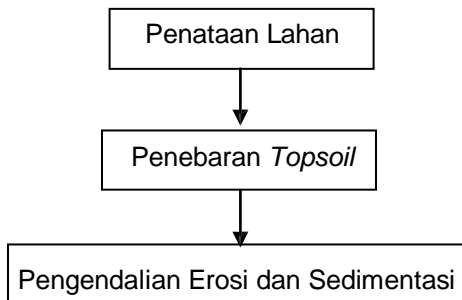 Penataan Lahan
Penebaran Topsoil
Pengendalian Erosi dan Sedimentasi